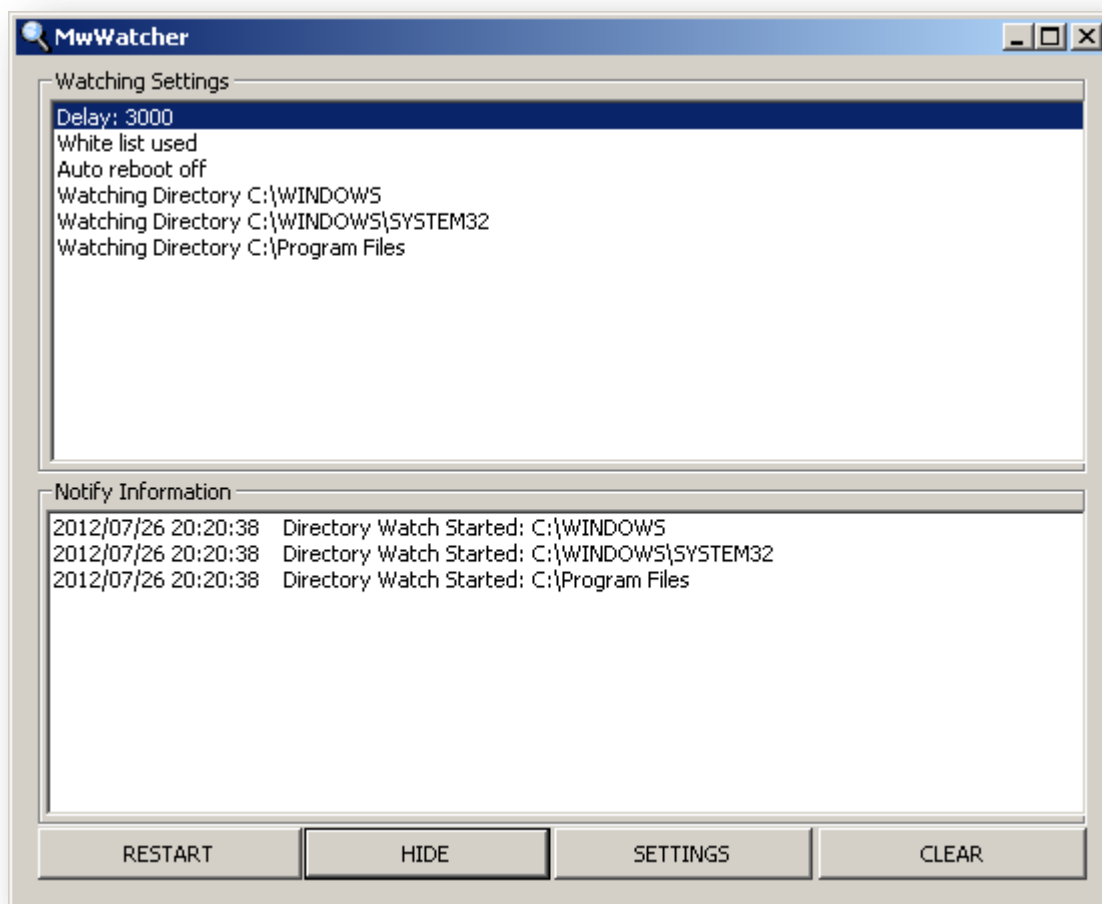 MwWatcher
Watching Settings
Delay: 3000
White list used
Auto reboot off
Watching Directory C:\WINDOWS
Watching Directory C:\WINDOWS\SYSTEM32
Watching Directory C:\Program Files
Notify Information
2012/07/26 20:20:38 Directory Watch Started: C:\WINDOWS
2012/07/26 20:20:38 Directory Watch Started: C:\WINDOWS\SYSTEM32
2012/07/26 20:20:38 Directory Watch Started: C:\Program Files
RESTART HIDE SETTINGS CLEAR